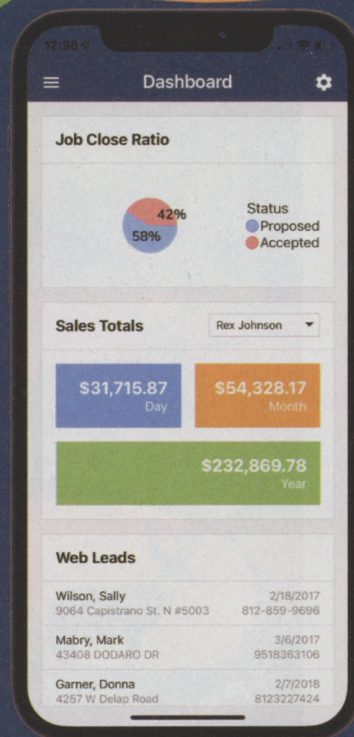 12:36
Dashboard
Job Close Ratio
42%
58%
Status
Proposed
Accepted
Sales Totals
Rex Johnson
$31,715.87
Day
$54,328.17
Month
$232,869.78
Year
Web Leads
Wilson, Sally 2/18/2017
9064 Capistrano St. N #5003 812-859-9696
Mabry, Mark 3/6/2017
43408 DODARO DR 9518363106
Garner, Donna 2/7/2018
4257 W Delap Road 8123227424